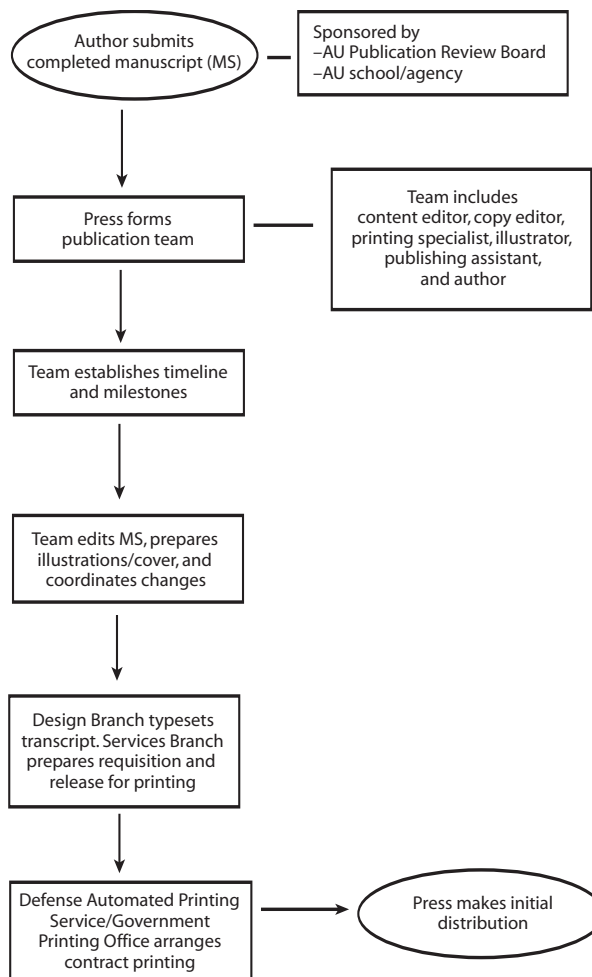 Author submits
completed manuscript (MS)
Sponsored by
–AU Publication Review Board
–AU school/agency
Press forms
publication team
Team includes
content editor, copy editor,
printing specialist, illustrator,
publishing assistant,
and author
Team establishes timeline
and milestones
Team edits MS, prepares
illustrations/cover, and
coordinates changes
Design Branch typesets
transcript. Services Branch
prepares requisition and
release for printing
Defense Automated Printing
Service/Government
Printing Office arranges
contract printing
Press makes initial
distribution